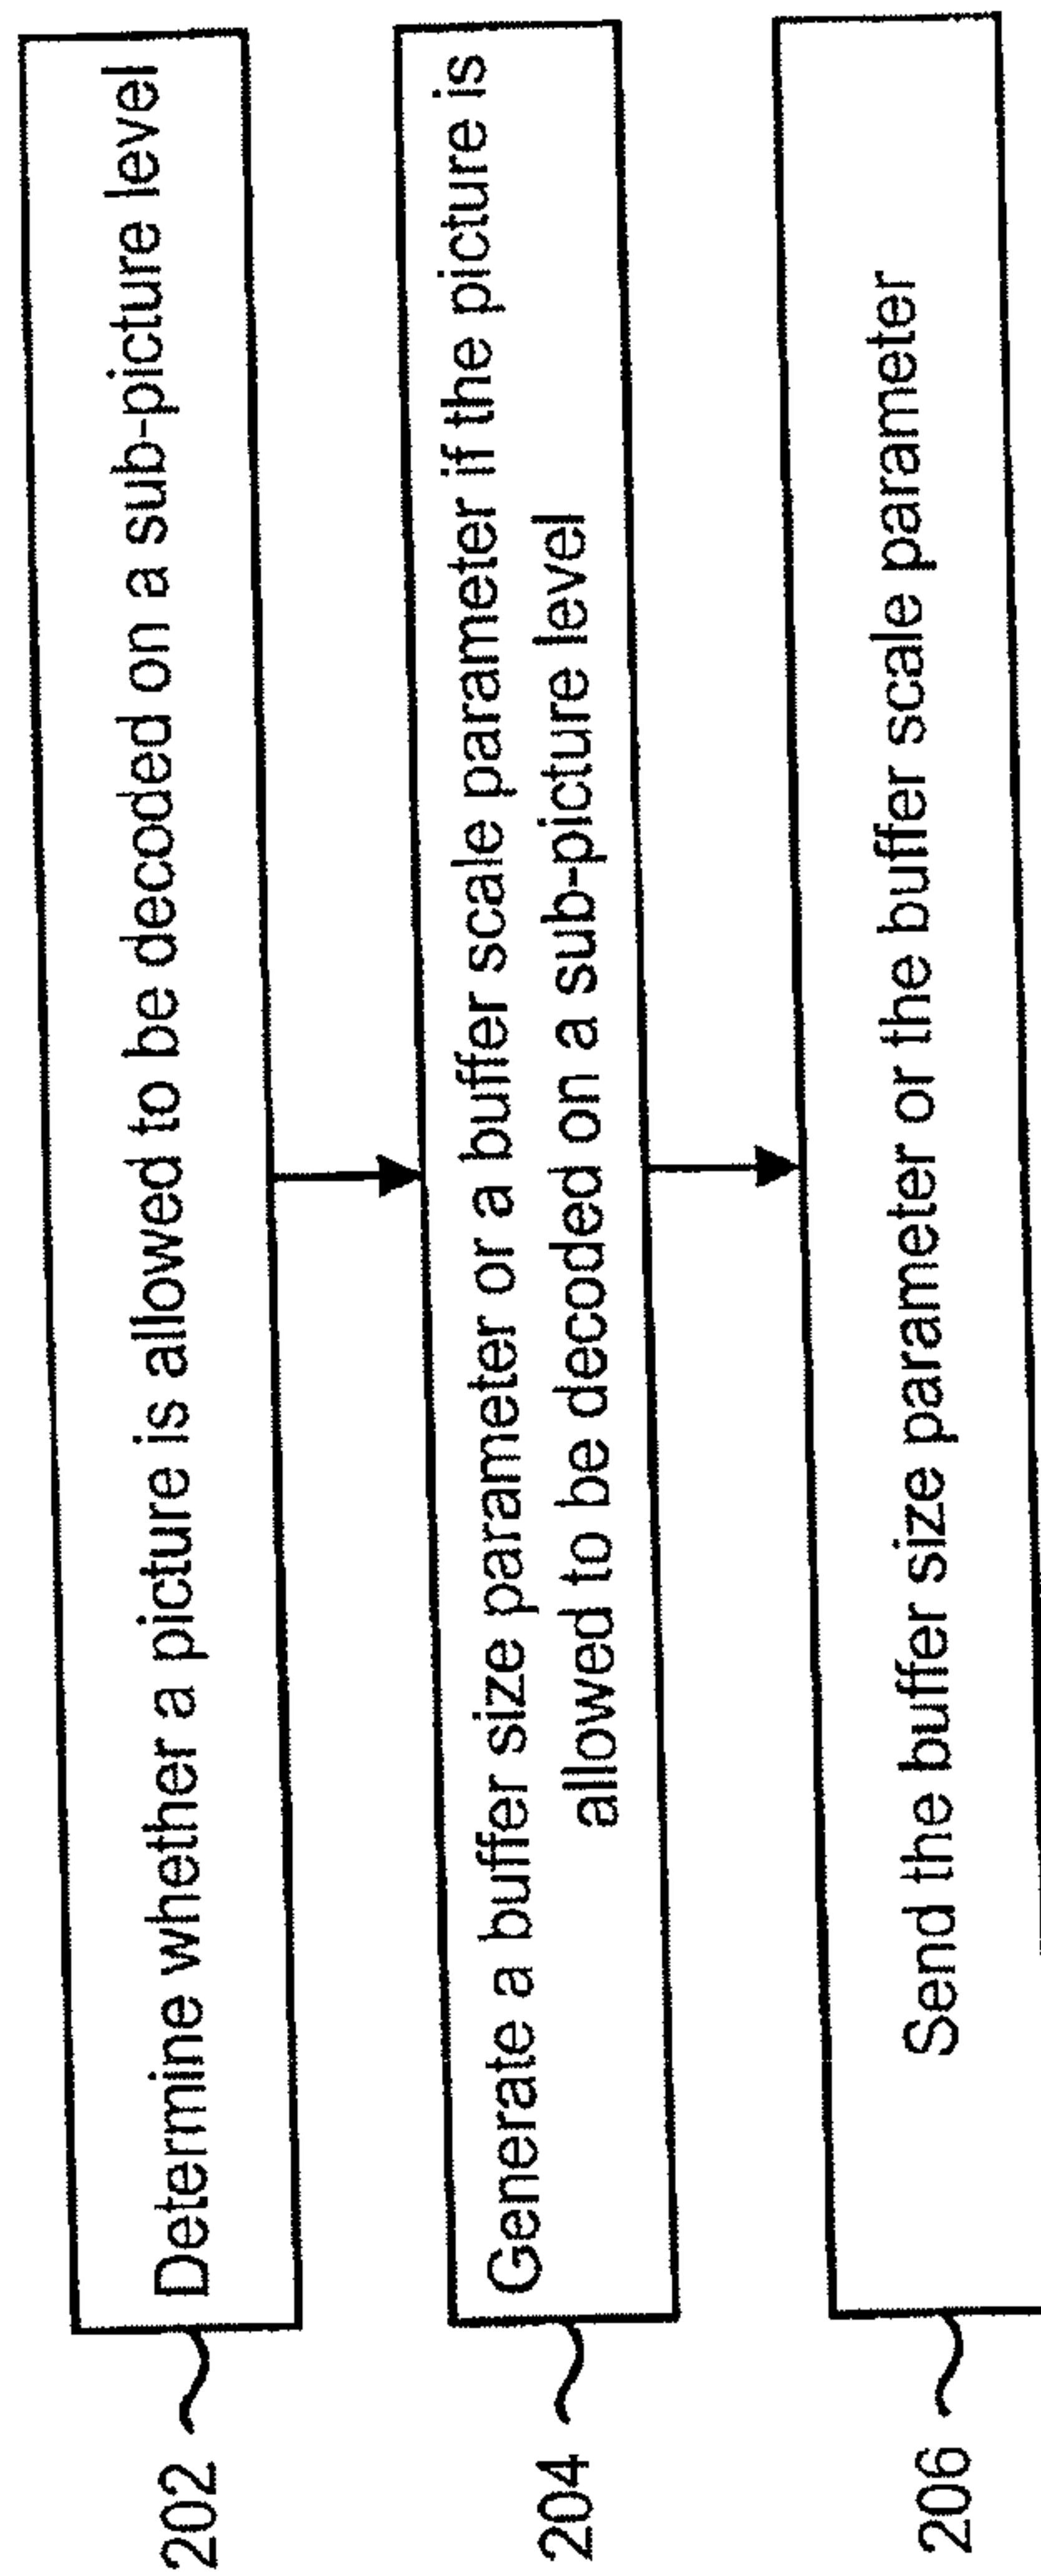 202
Determine whether a picture is allowed to be decoded on a sub-picture level
204
Generate a buffer size parameter or a buffer scale parameter if the picture is
allowed to be decoded on a sub-picture level
206
Send the buffer size parameter or the buffer scale parameter